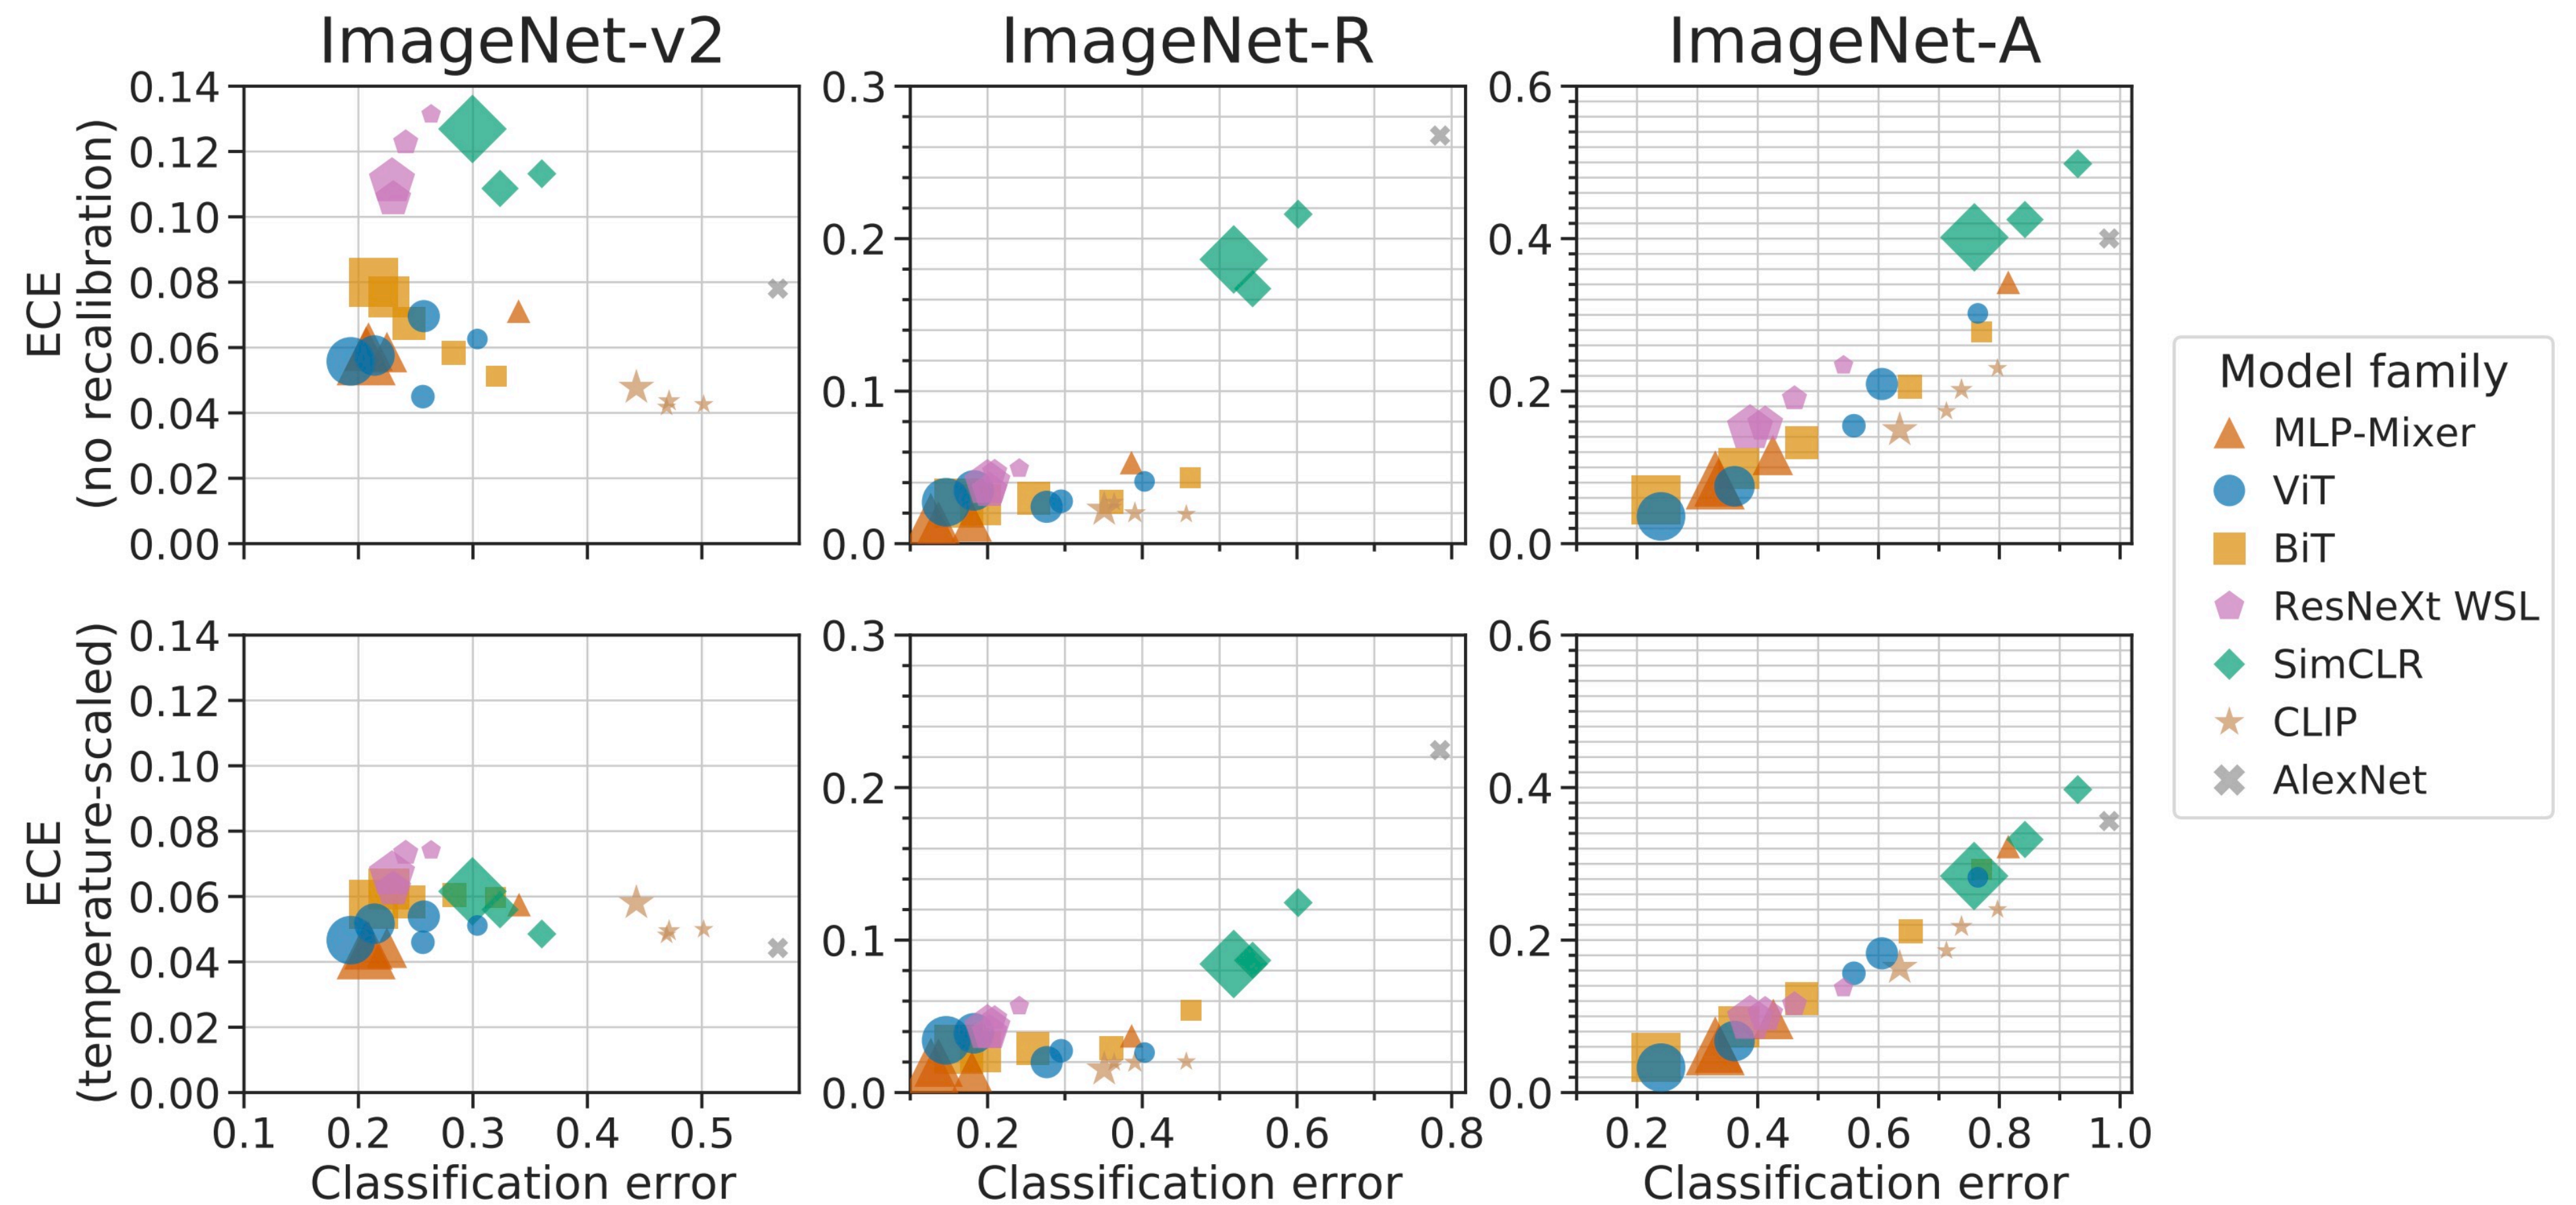 ImageNet-v2
ImageNet-R
ImageNet-A
ECE
(no recalibration)
0.14
0.12
0.10
0.08
0.06
0.04
0.02
0.00
0.3
0.2
0.1
0.0
0.6
0.4
0.2
0.0
ECE
(temperature-scaled)
0.14
0.12
0.10
0.08
0.06
0.04
0.02
0.00
0.1 0.2 0.3 0.4 0.5
Classification error
0.3
0.2
0.1
0.0
0.2 0.4 0.6 0.8
Classification error
0.6
0.4
0.2
0.0
0.2 0.4 0.6 0.8 1.0
Classification error
Model family
MLP-Mixer
ViT
BiT
ResNeXt WSL
SimCLR
CLIP
AlexNet